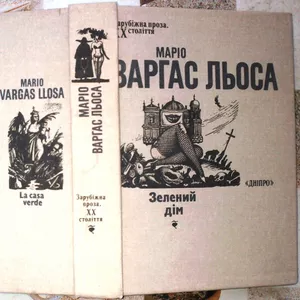 MARIO
VARGAS LLOSA
La casa
verde
МАРІО
ВАРГАС ЛЬОСА
Зарубіжна
проза.
XX
століття
Зарубіжна
проза.
XX
століття
МАРІО
ВАРГАС ЛЬОСА
«ДНІПРО»
Зелений
дім